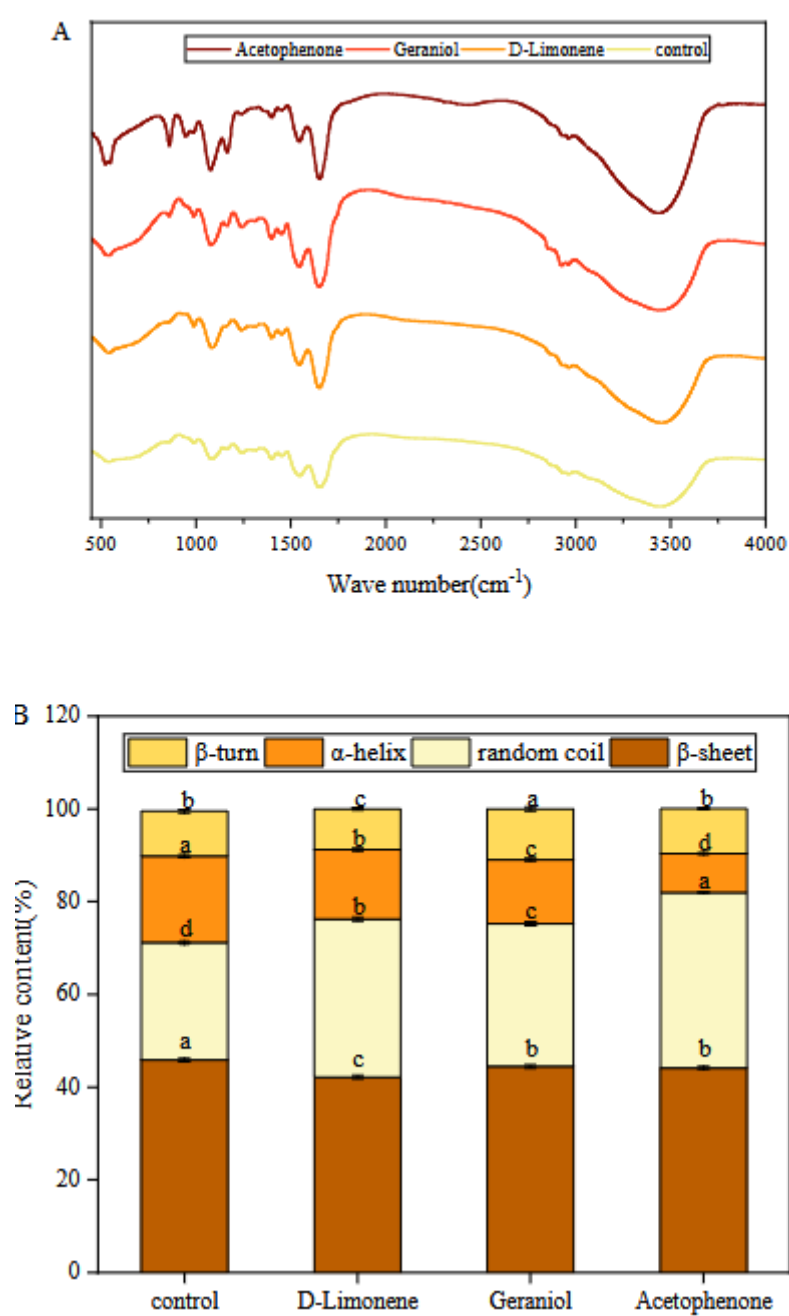 A
Acetophenone Geraniol D-Limonene control
500 1000 1500 2000 2500 3000 3500 4000
Wave number(cm⁻¹)
B
120
β-turn α-helix random coil β-sheet
100
80
60
40
20
0
Relative content(%)
b c a b
a b c d
d b c a
a c b b
control D-Limonene Geraniol Acetophenone